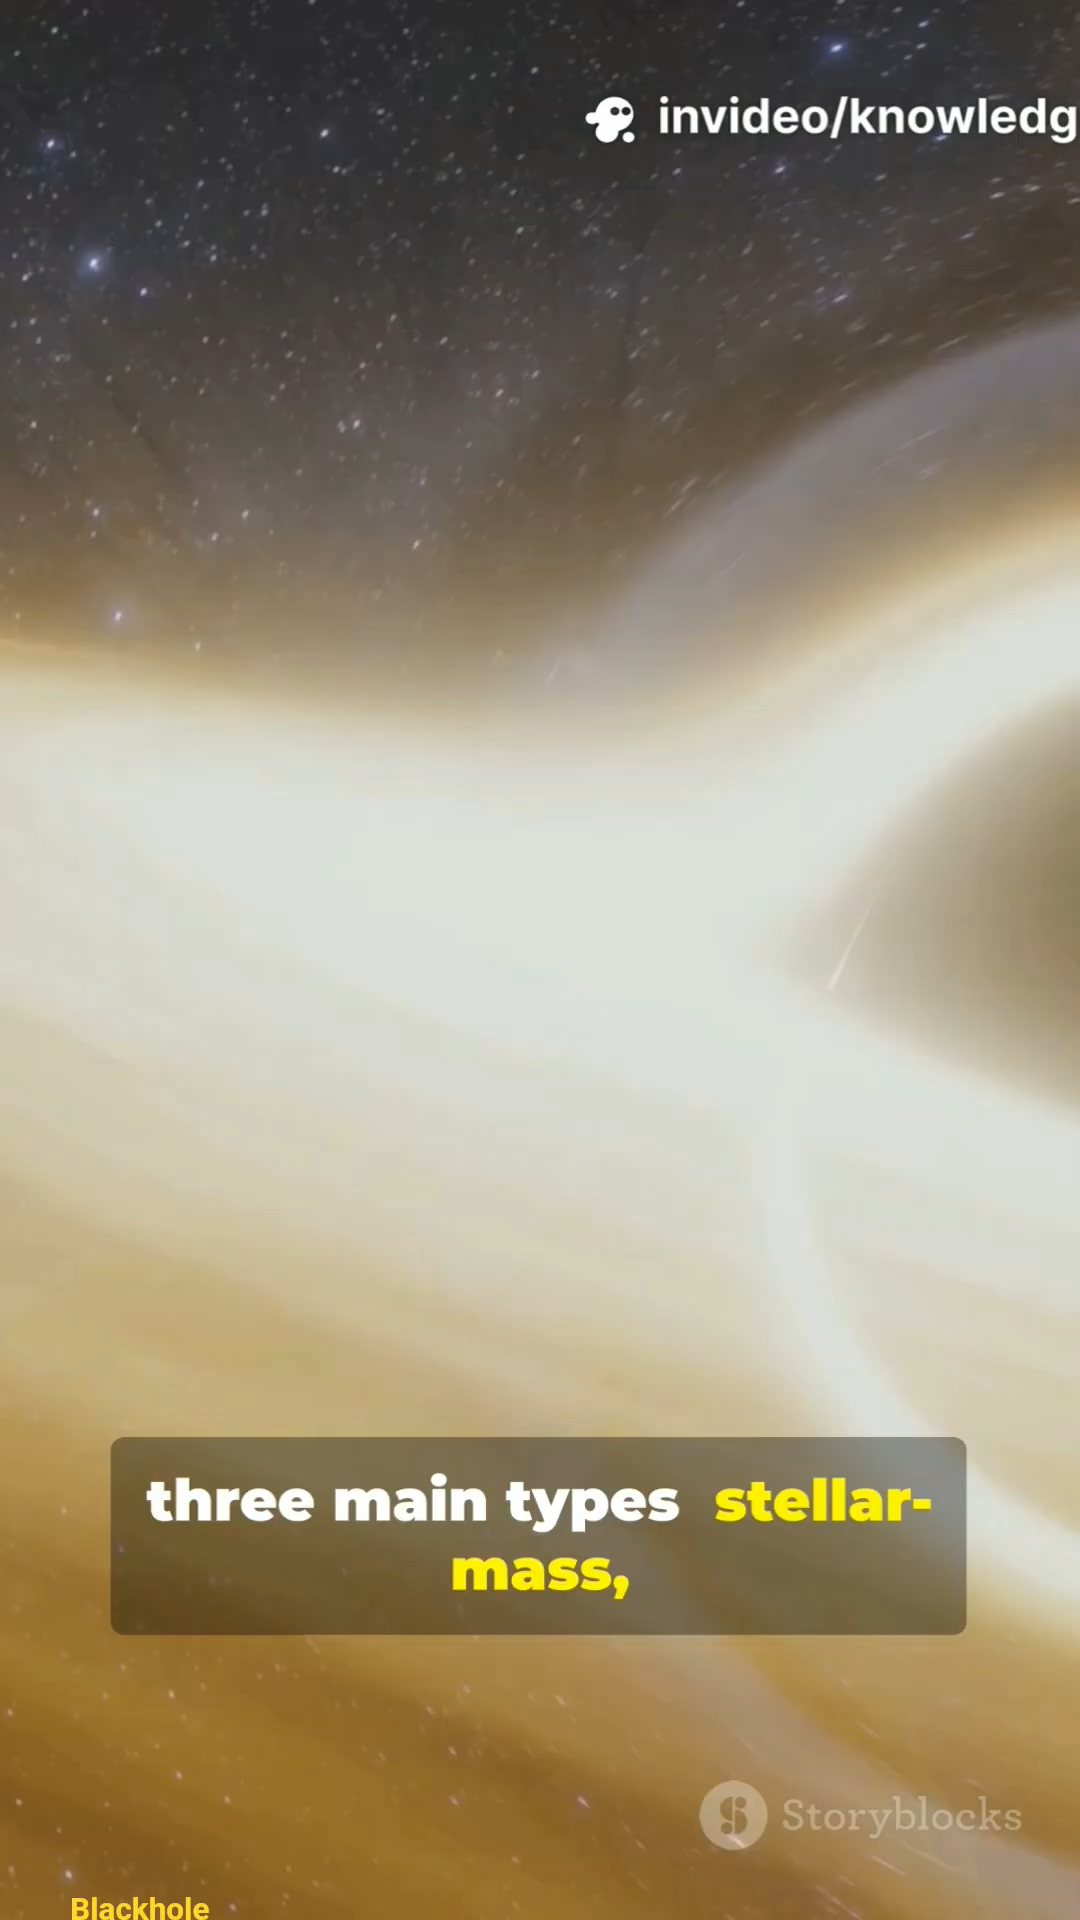 invideo/knowledg
three main types stellar-
mass,
Storyblocks
Blackhole